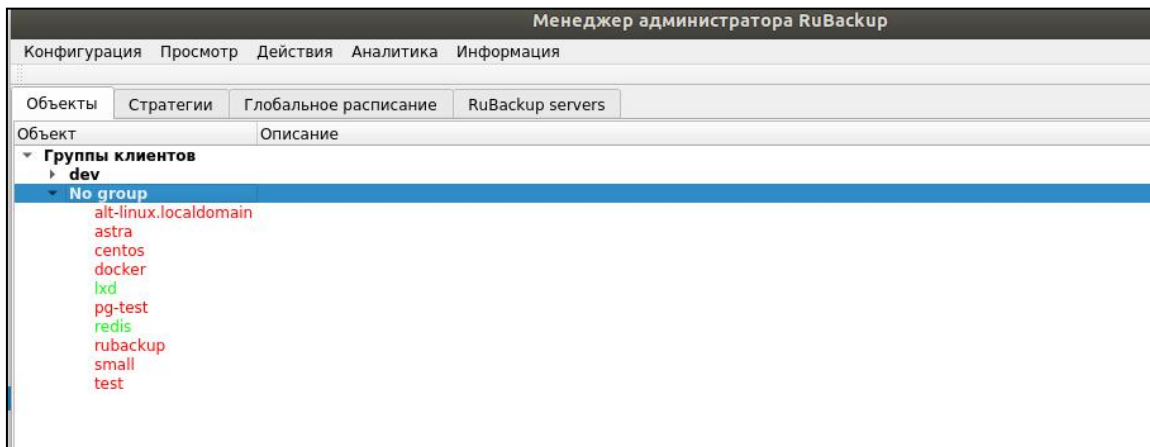 Менеджер администратора RuBackup
Конфигурация Просмотр Действия Аналитика Информация
Объекты Стратегии Глобальное расписание RuBackup servers
Объект Описание
Группы клиентов
dev
No group
alt-linux.localdomain
astra
centos
docker
lxd
pg-test
redis
rubackup
small
test